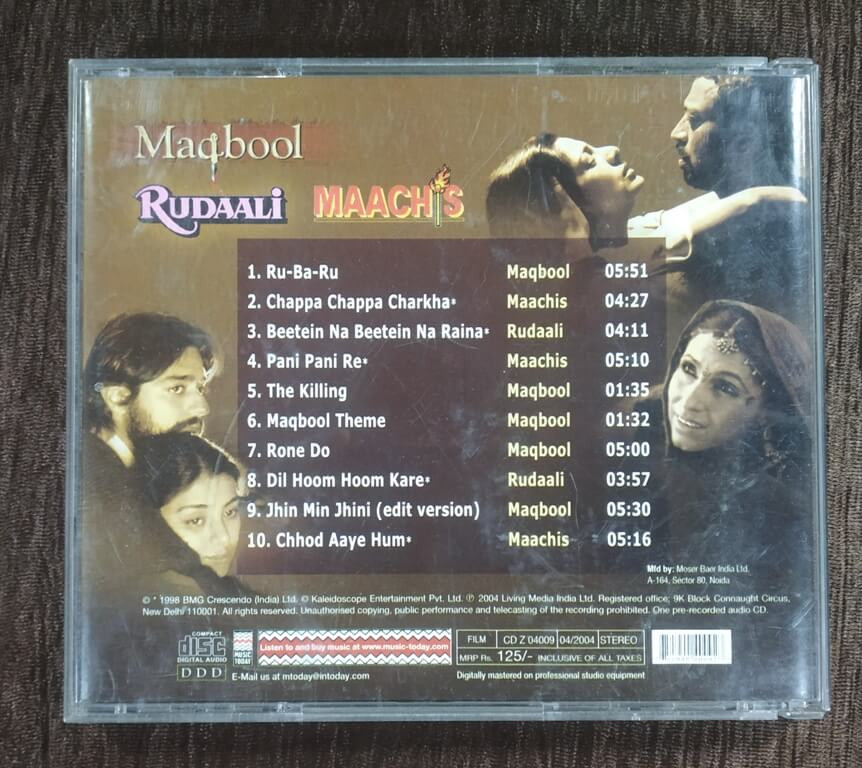 Maqbool
RUDAALI MAACHIS
1. Ru-Ba-Ru Maqbool 05:51
2. Chappa Chappa Charkha* Maachis 04:27
3. Beetein Na Beetein Na Raina* Rudaali 04:11
4. Pani Pani Re* Maachis 05:10
5. The Killing Maqbool 01:35
6. Maqbool Theme Maqbool 01:32
7. Rone Do Maqbool 05:00
8. Dil Hoom Hoom Kare* Rudaali 03:57
9. Jhin Min Jhini (edit version) Maqbool 05:30
10. Chhod Aaye Hum* Maachis 05:16
Mfd by: Moser Baer India Ltd.
A-164, Sector 80, Noida
© * 1998 BMG Crescendo (India) Ltd. © Kaleidoscope Entertainment Pvt. Ltd. ℗ 2004 Living Media India Ltd. Registered office; 9K Block Connaught Circus,
New Delhi 110001. All rights reserved. Unauthorised copying, public performance and telecasting of the recording prohibited. One pre-recorded audio CD.
COMPACT
disc
DIGITAL AUDIO
DDD
MUSIC TODAY
Listen to and buy music at www.music-today.com
E-Mail us at mtoday@intoday.com
FILM CD Z 04009 04/2004 STEREO
MRP Rs. 125/- INCLUSIVE OF ALL TAXES
Digitally mastered on professional studio equipment